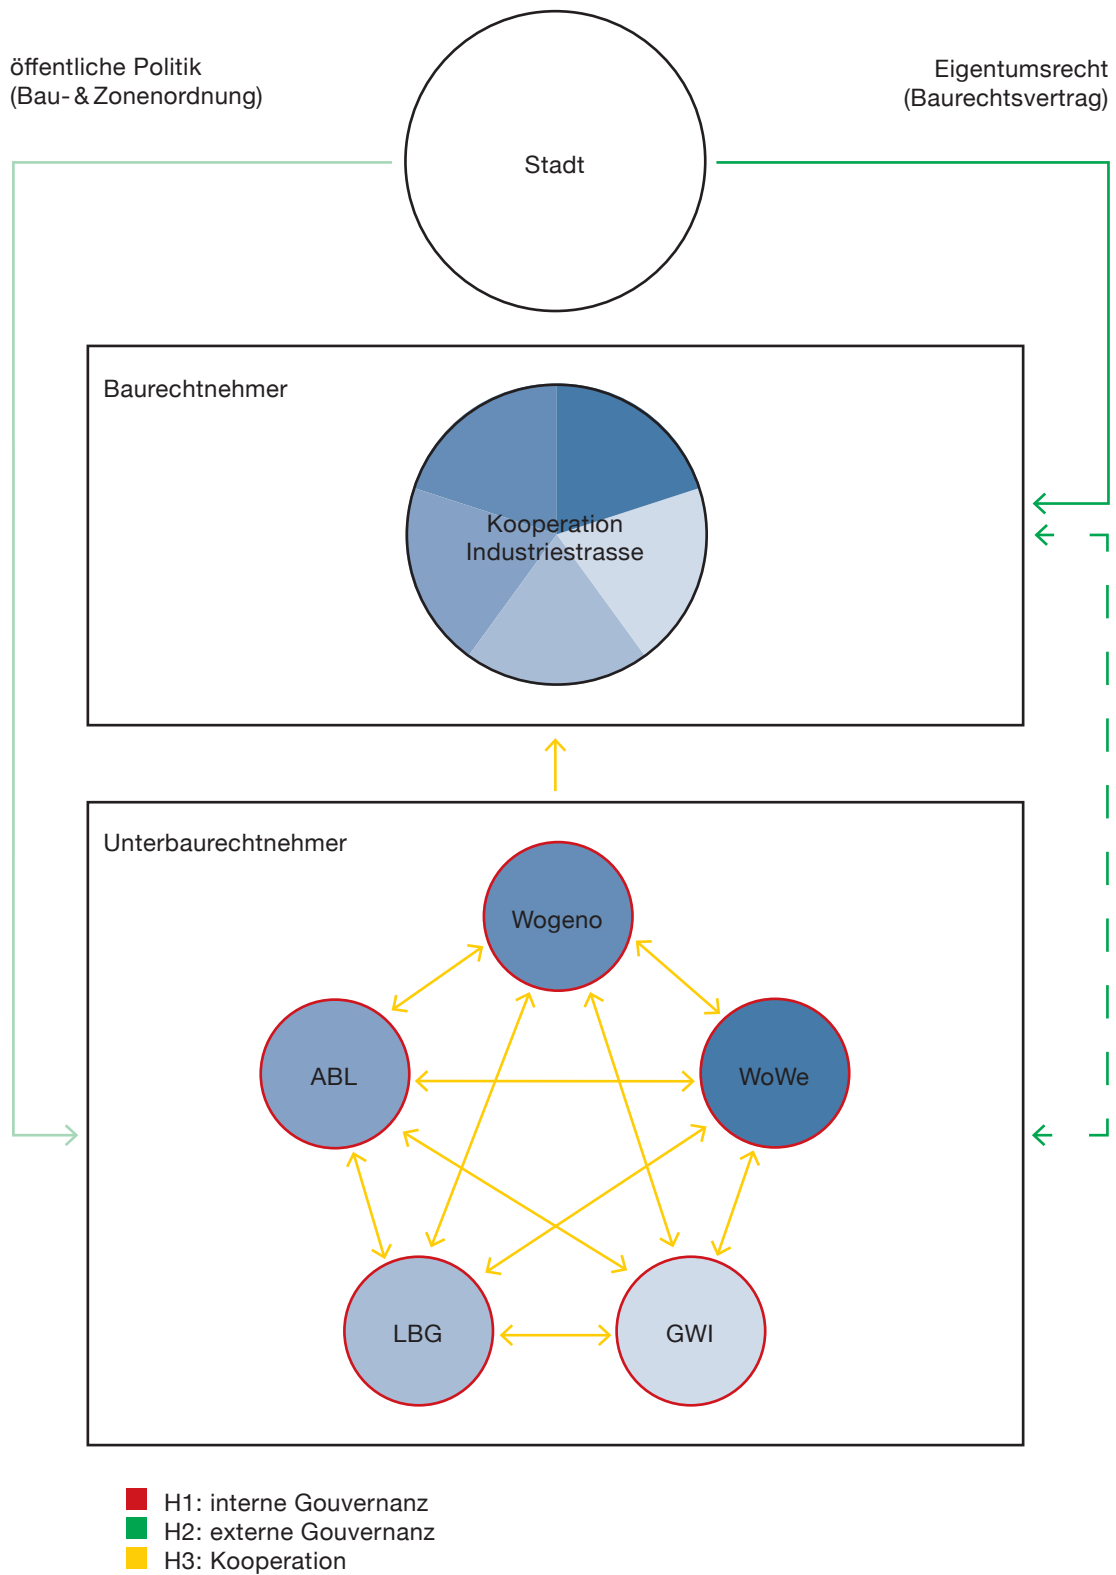 öffentliche Politik
(Bau- & Zonenordnung)
Eigentumsrecht
(Baurechtsvertrag)
Stadt
Baurechtnehmer
Kooperation
Industriestrasse
Unterbaurechtnehmer
Wogeno
ABL
WoWe
LBG
GWI
H1: interne Gouvernanz
H2: externe Gouvernanz
H3: Kooperation